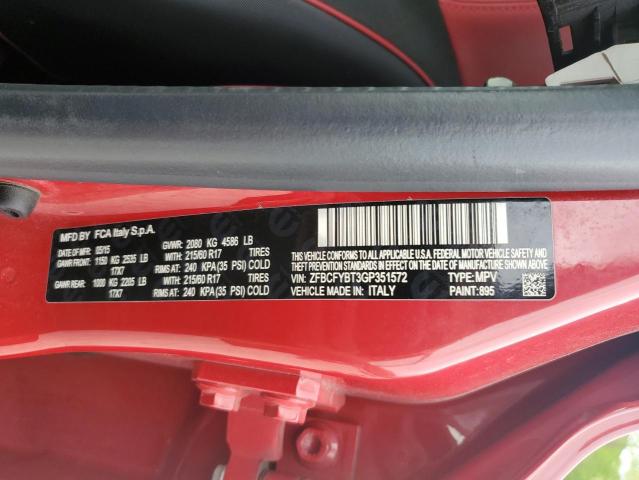 MFD BY FCA Italy S.p.A.
MFD DATE: 05/15 GVWR: 2080 KG 4586 LB
GAWR FRONT: 1150 KG 2535 LB WITH: 215/60 R17 TIRES
17X7 RIMS AT: 240 KPA(35 PSI) COLD
GAWR REAR: 1000 KG 2205 LB WITH: 215/60 R17 TIRES
17X7 RIMS AT: 240 KPA(35 PSI) COLD
THIS VEHICLE CONFORMS TO ALL APPLICABLE U.S.A. FEDERAL MOTOR VEHICLE
SAFETY, BUMPER, AND THEFT PREVENTION STANDARDS IN EFFECT ON THE DATE OF MANUFACTURE SHOWN ABOVE.
VIN: ZFBCFYBT3GP351572 TYPE: MPV
VEHICLE MADE IN: ITALY PAINT: 895